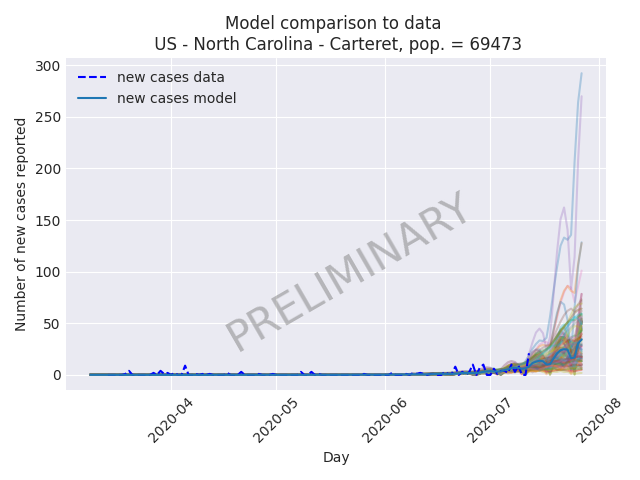 Model comparison to data
US - North Carolina - Carteret, pop. = 69473
new cases data
new cases model
PRELIMINARY
Number of new cases reported
300
250
200
150
100
50
0
2020-04
2020-05
2020-06
2020-07
2020-08
Day